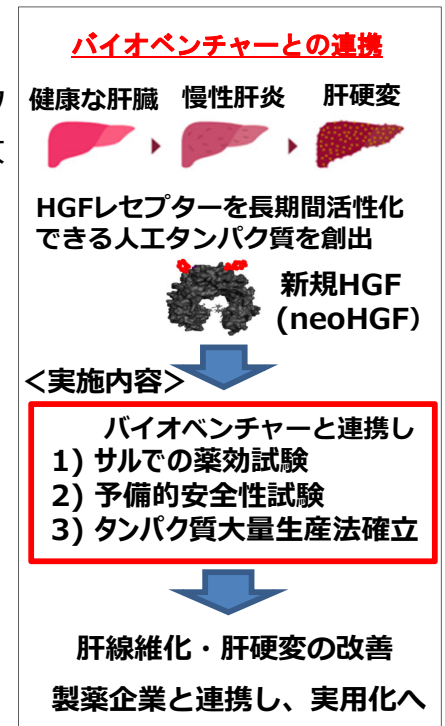 バイオベンチャーとの連携
健康な肝臓 慢性肝炎 肝硬変
HGFレセプターを長期間活性化
できる人工タンパク質を創出
新規HGF
(neoHGF)
<実施内容>
バイオベンチャーと連携し
1) サルでの薬効試験
2) 予備的安全性試験
3) タンパク質大量生産法確立
肝線維化・肝硬変の改善
製薬企業と連携し、実用化へ